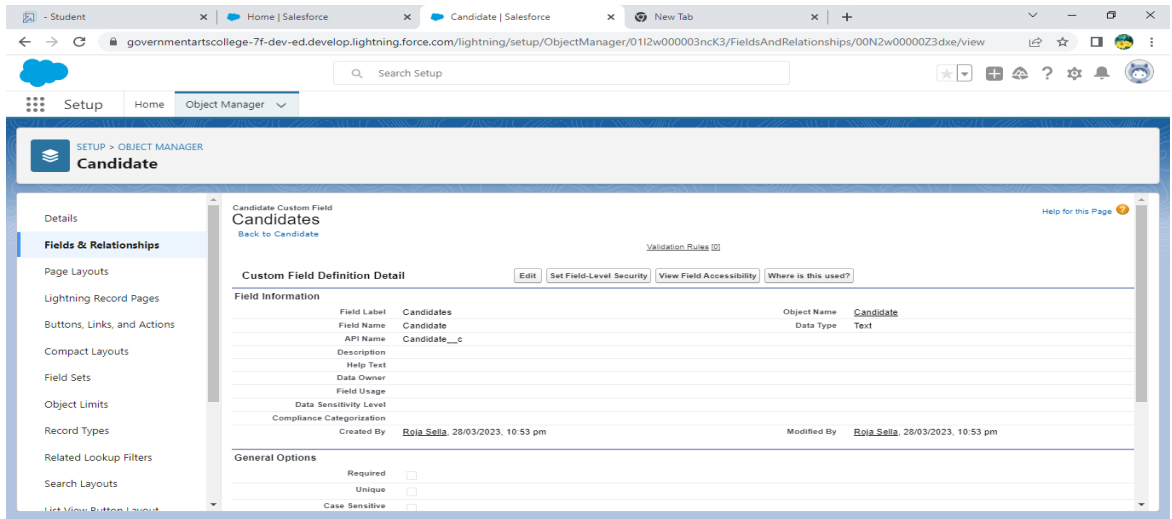 - Student
Home | Salesforce
Candidate | Salesforce
New Tab
governmentartscollege-7f-dev-ed.develop.lightning.force.com/lightning/setup/ObjectManager/01I2w000003ncK3/FieldsAndRelationships/00N2w00000Z3dxe/view
Search Setup
Setup Home Object Manager
SETUP > OBJECT MANAGER
Candidate
Details
Fields & Relationships
Page Layouts
Lightning Record Pages
Buttons, Links, and Actions
Compact Layouts
Field Sets
Object Limits
Record Types
Related Lookup Filters
Search Layouts
List View Button Layout
Candidate Custom Field
Candidates
Back to Candidate
Help for this Page
Validation Rules [0]
Custom Field Definition Detail Edit Set Field-Level Security View Field Accessibility Where is this used?
Field Information
Field Label Candidates Object Name Candidate
Field Name Candidate Data Type Text
API Name Candidate__c
Description
Help Text
Data Owner
Field Usage
Data Sensitivity Level
Compliance Categorization
Created By Roja Sella, 28/03/2023, 10:53 pm Modified By Roja Sella, 28/03/2023, 10:53 pm
General Options
Required
Unique
Case Sensitive